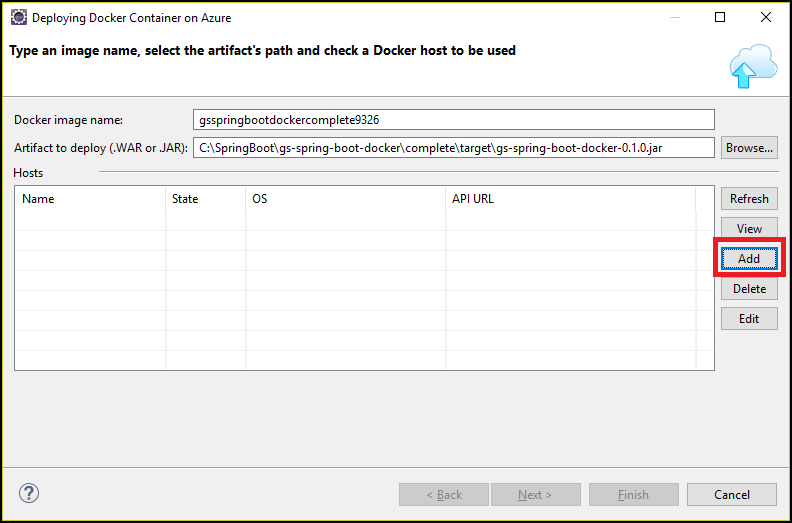 Deploying Docker Container on Azure
Type an image name, select the artifact's path and check a Docker host to be used
Docker image name: gsspringbootdockercomplete9326
Artifact to deploy (.WAR or .JAR): C:\SpringBoot\gs-spring-boot-docker\complete\target\gs-spring-boot-docker-0.1.0.jar Browse...
Hosts
Name State OS API URL Refresh
View
Add
Delete
Edit
? < Back Next > Finish Cancel